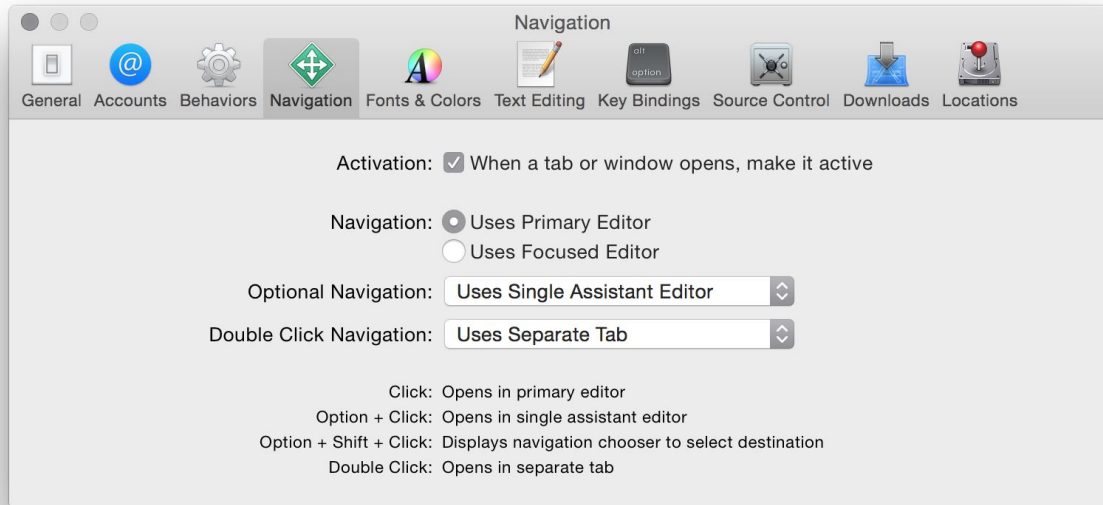 Navigation
alt
option
General Accounts Behaviors Navigation Fonts & Colors Text Editing Key Bindings Source Control Downloads Locations
Activation: When a tab or window opens, make it active
Navigation: Uses Primary Editor
Uses Focused Editor
Optional Navigation: Uses Single Assistant Editor
Double Click Navigation: Uses Separate Tab
Click: Opens in primary editor
Option + Click: Opens in single assistant editor
Option + Shift + Click: Displays navigation chooser to select destination
Double Click: Opens in separate tab